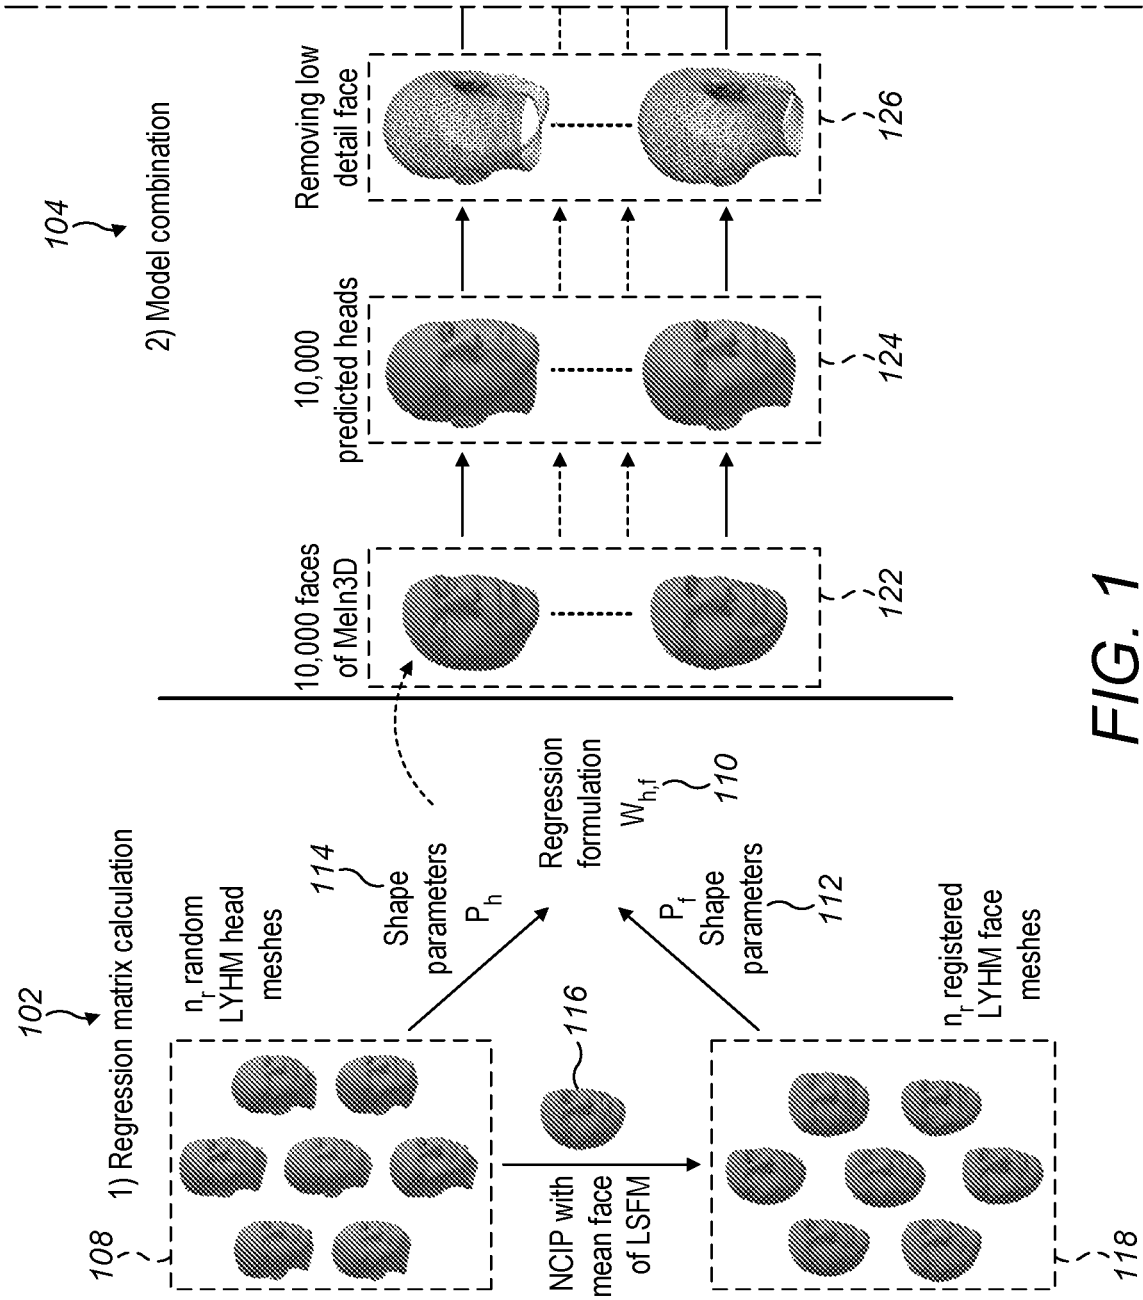 102
1) Regression matrix calculation
108
n_r random
LYHM head
meshes
114
Shape
parameters
P_h
NCIP with
mean face
of LSFM
116
Regression
formulation
W_h,f
110
P_f
Shape
parameters
112
n_r registered
LYHM face
meshes
118
104
2) Model combination
10,000 faces
of MeIn3D
122
10,000
predicted heads
124
Removing low
detail face
126
FIG. 1